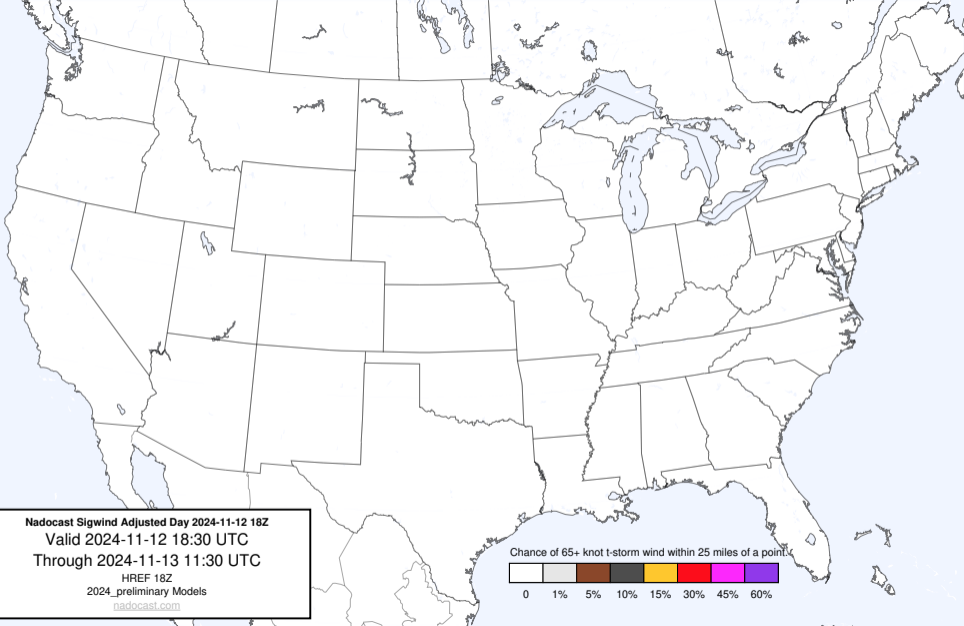 Nadocast Sigwind Adjusted Day 2024-11-12 18Z
Valid 2024-11-12 18:30 UTC
Through 2024-11-13 11:30 UTC
HREF 18Z
2024_preliminary Models
nadocast.com
Chance of 65+ knot t-storm wind within 25 miles of a point.
0 1% 5% 10% 15% 30% 45% 60%